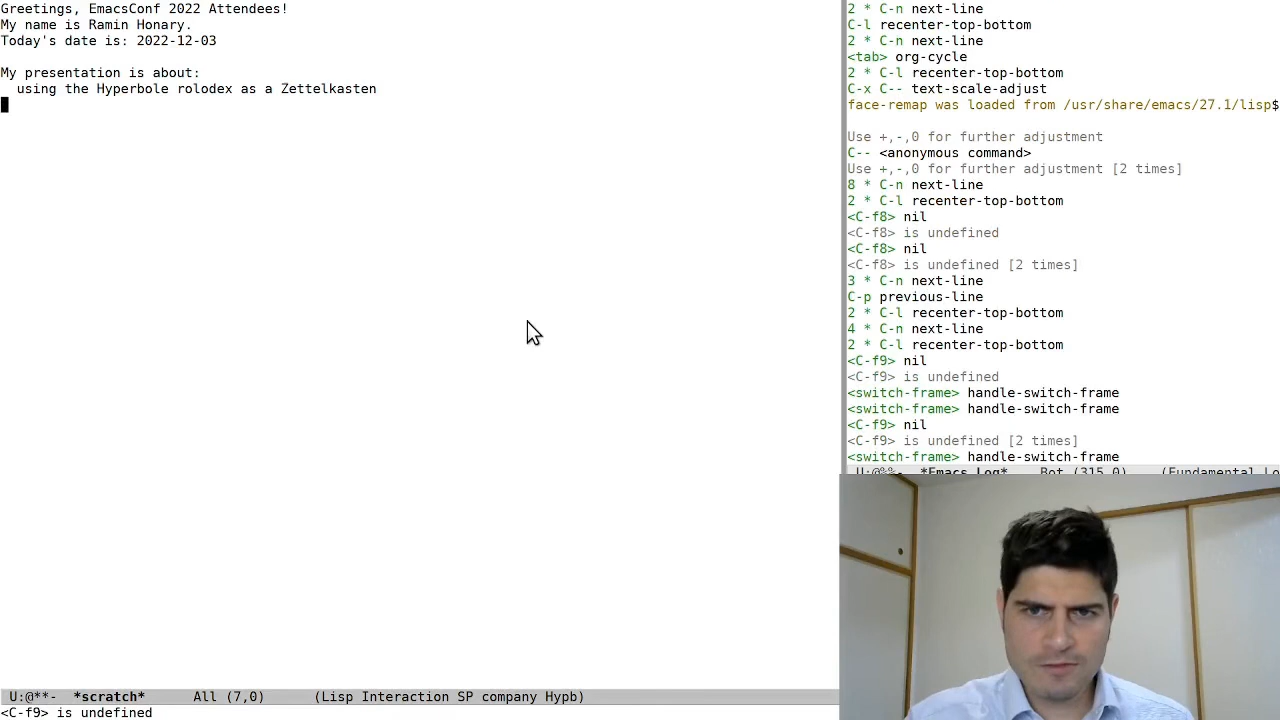 Greetings, EmacsConf 2022 Attendees!
My name is Ramin Honary.
Today's date is: 2022-12-03
My presentation is about:
using the Hyperbole rolodex as a Zettelkasten
U:@**-  *scratch*      All (7,0)      (Lisp Interaction SP company Hypb)
<C-f9> is undefined
2 * C-n next-line
C-l recenter-top-bottom
2 * C-n next-line
<tab> org-cycle
2 * C-l recenter-top-bottom
C-x C-- text-scale-adjust
face-remap was loaded from /usr/share/emacs/27.1/lisp$
Use +,-,0 for further adjustment
C-- <anonymous command>
Use +,-,0 for further adjustment [2 times]
8 * C-n next-line
2 * C-l recenter-top-bottom
<C-f8> nil
<C-f8> is undefined
<C-f8> nil
<C-f8> is undefined [2 times]
3 * C-n next-line
C-p previous-line
2 * C-l recenter-top-bottom
4 * C-n next-line
2 * C-l recenter-top-bottom
<C-f9> nil
<C-f9> is undefined
<switch-frame> handle-switch-frame
<switch-frame> handle-switch-frame
<C-f9> nil
<C-f9> is undefined [2 times]
<switch-frame> handle-switch-frame
U:@%%-  *Emacs Log*    Bot (315,0)    (Fundamental Lo